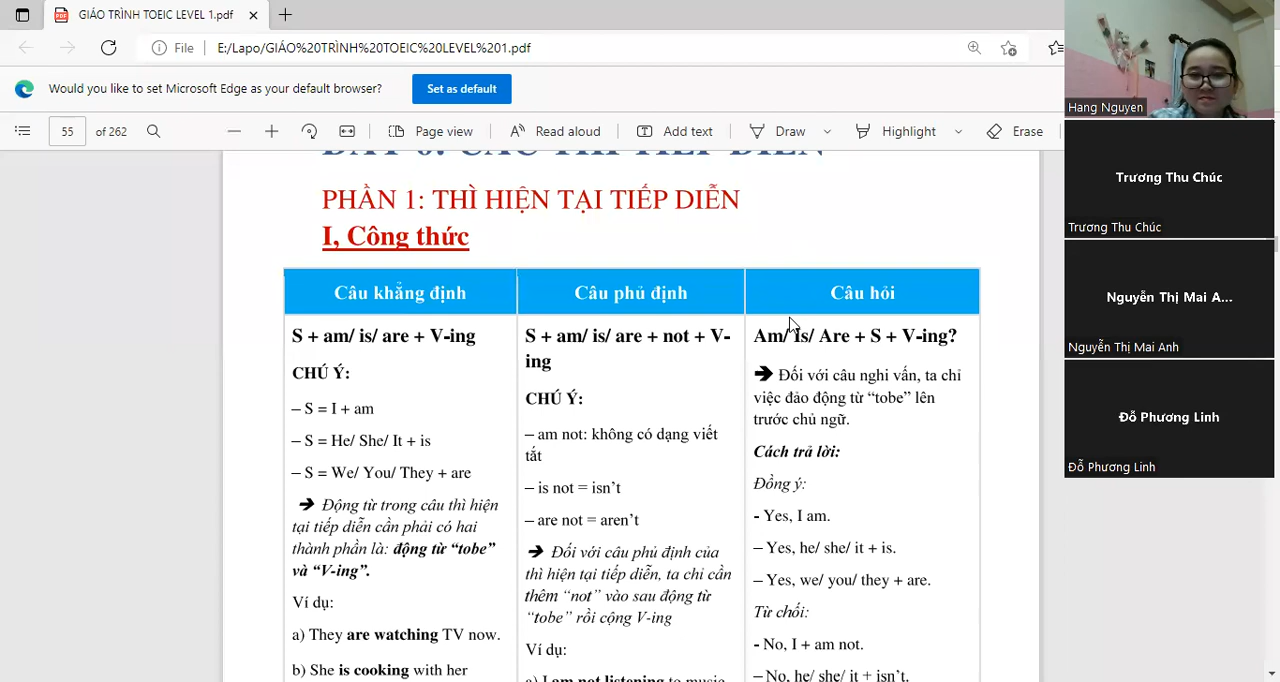 GIÁO TRÌNH TOEIC LEVEL 1.pdf
File
E:/Lapo/GIÁO%20TRÌNH%20TOEIC%20LEVEL%201.pdf
Would you like to set Microsoft Edge as your default browser?
Set as default
55 of 262
Page view
Read aloud
Add text
Draw
Highlight
Erase
PHẦN 1: THÌ HIỆN TẠI TIẾP DIỄN
I, Công thức
Câu khẳng định
S + am/ is/ are + V-ing
CHÚ Ý:
– S = I + am
– S = He/ She/ It + is
– S = We/ You/ They + are
➔ Động từ trong câu thì hiện
tại tiếp diễn cần phải có hai
thành phần là: động từ “tobe”
và “V-ing”.
Ví dụ:
a) They are watching TV now.
b) She is cooking with her
Câu phủ định
S + am/ is/ are + not + V-
ing
CHÚ Ý:
– am not: không có dạng viết
tắt
– is not = isn’t
– are not = aren’t
➔ Đối với câu phủ định của
thì hiện tại tiếp diễn, ta chỉ cần
thêm “not” vào sau động từ
“tobe” rồi cộng V-ing
Ví dụ:
a) I am not listening to music
Câu hỏi
Am/ Is/ Are + S + V-ing?
➔ Đối với câu nghi vấn, ta chỉ
việc đảo động từ “tobe” lên
trước chủ ngữ.
Cách trả lời:
Đồng ý:
- Yes, I am.
– Yes, he/ she/ it + is.
– Yes, we/ you/ they + are.
Từ chối:
- No, I + am not.
– No, he/ she/ it + isn’t.
Hang Nguyen
Trương Thu Chúc
Trương Thu Chúc
Nguyễn Thị Mai A...
Nguyễn Thị Mai Anh
Đỗ Phương Linh
Đỗ Phương Linh